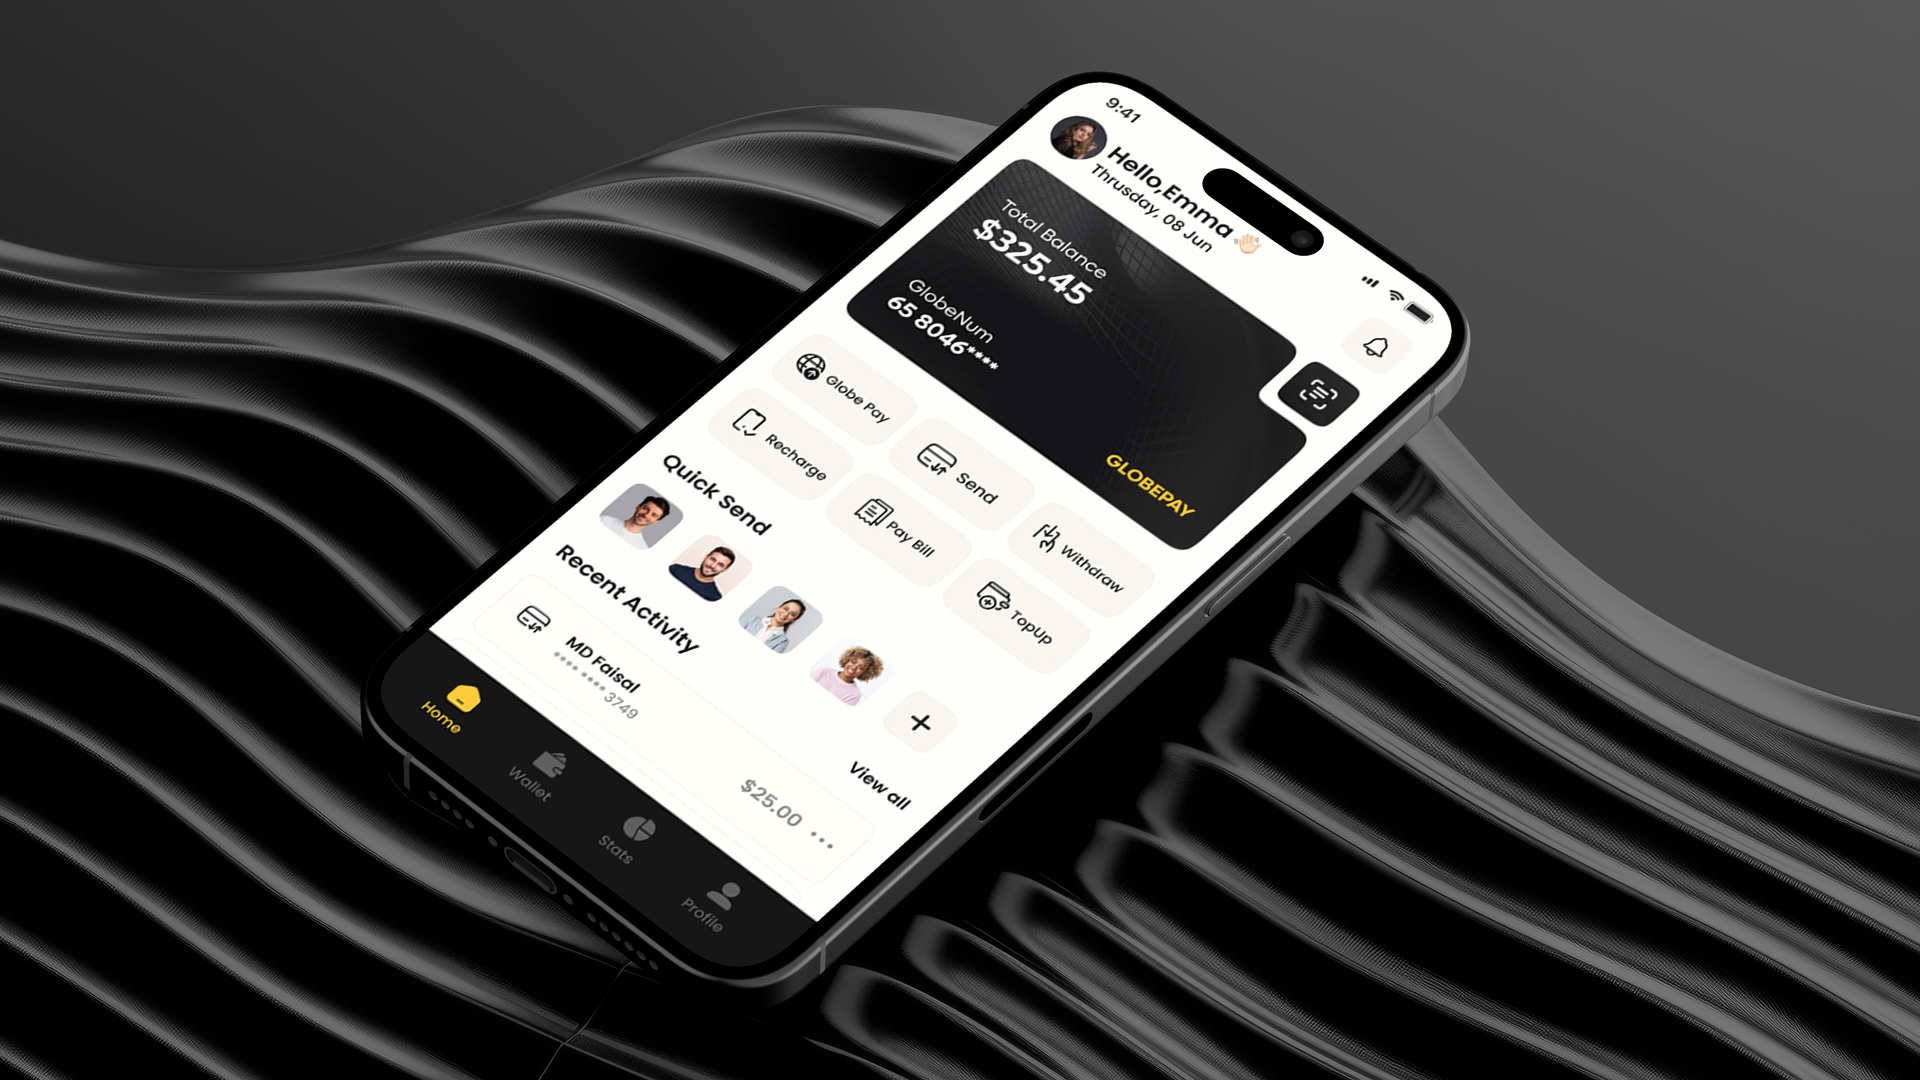 9:41
Hello,Emma👋🏻
Thrusday, 08 Jun
Total Balance
$325.45
GlobeNum
65 8046****
GLOBEPAY
Globe Pay
Send
Withdraw
Recharge
Pay Bill
TopUp
Quick Send
Recent Activity
View all
MD Faisal
**** **** 3749
$25.00
Home
Wallet
Stats
Profile